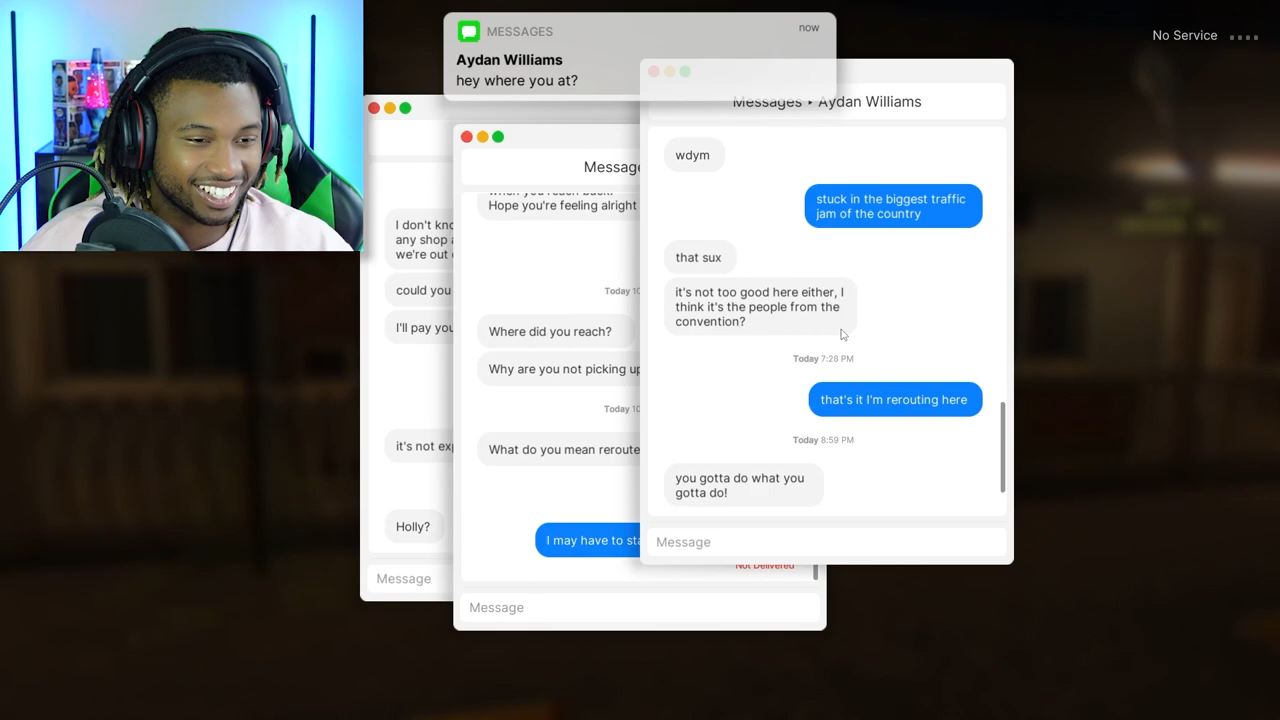 MESSAGES
now
Aydan Williams
hey where you at?
No Service
Messages ▸ Aydan Williams
wdym
stuck in the biggest traffic
jam of the country
that sux
it's not too good here either, I
think it's the people from the
convention?
Today 7:28 PM
that's it I'm rerouting here
Today 8:59 PM
you gotta do what you
gotta do!
Message
Hope you're feeling alright
Today
Where did you reach?
Why are you not picking up
Today
What do you mean reroute
I may have to
Not Delivered
Message
I don't
any shop
we're out
could you
I'll pay you
it's not
Holly?
Message